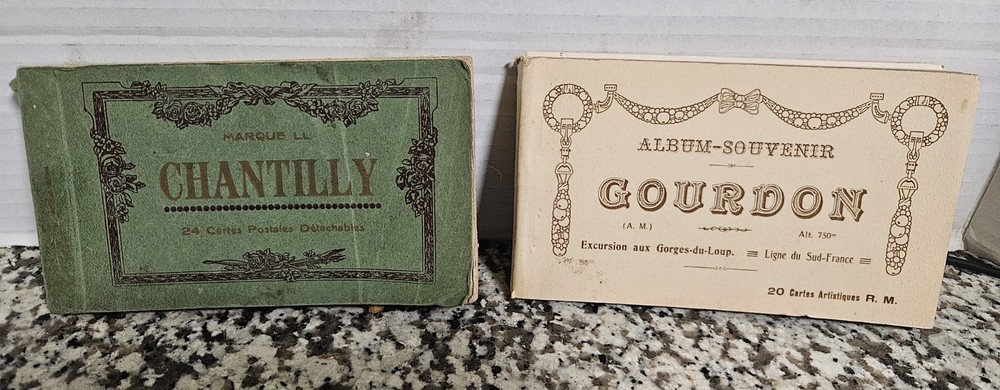 MARQUE LL
CHANTILLY
24 Cartes Postales Détachables
ALBUM-SOUVENIR
GOURDON
(A. M.) Alt. 750m
Excursion aux Gorges-du-Loup. Ligne du Sud-France
20 Cartes Artistiques R. M.